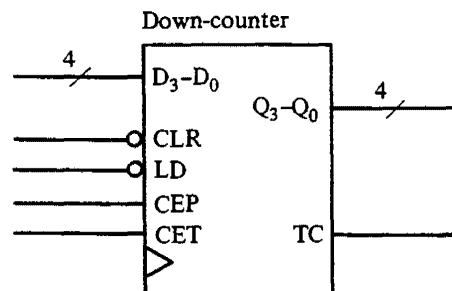 Down-counter
4
D₃–D₀
4
Q₃–Q₀
CLR
LD
CEP
CET
TC